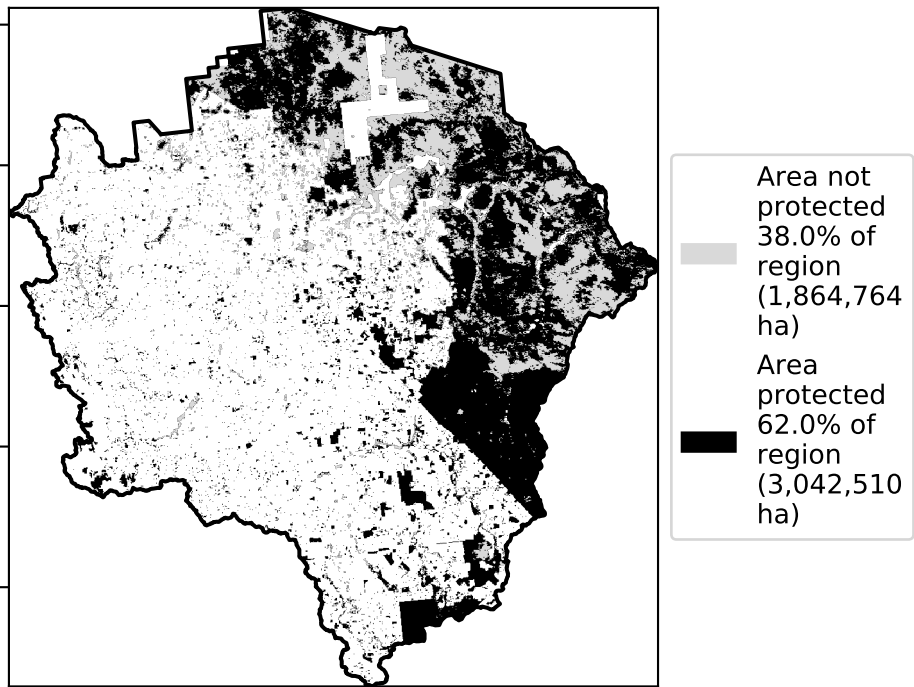 Area not
protected
38.0% of
region
(1,864,764
ha)
Area
protected
62.0% of
region
(3,042,510
ha)